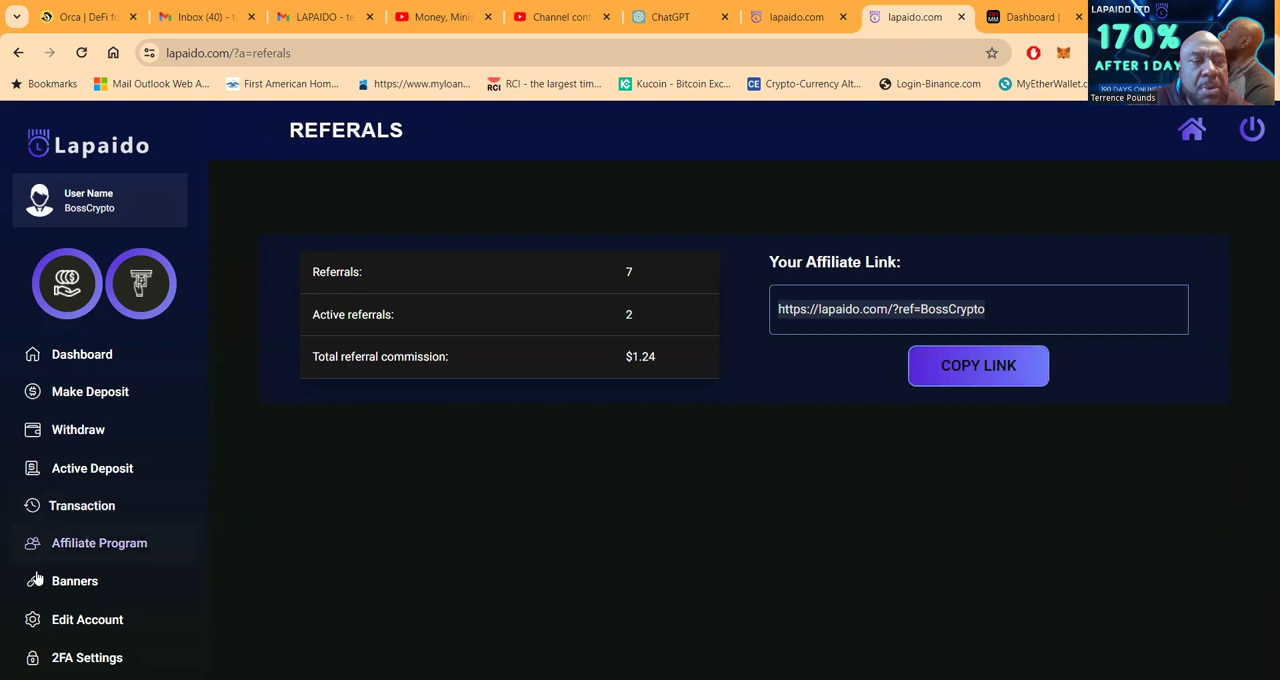 Orca | DeFi fo
Inbox (40) - t
LAPAIDO - te
Money, Mini
Channel cont
ChatGPT
lapaido.com
lapaido.com
Dashboard |
lapaido.com/?a=referals
Bookmarks
Mail Outlook Web A...
First American Hom...
https://www.myloan...
RCI - the largest tim...
Kucoin - Bitcoin Exc...
Crypto-Currency Alt...
Login-Binance.com
MyEtherWallet.c
LAPAIDO LTD
170%
AFTER 1 DAY
Terrence Pounds
Lapaido
REFERRALS
User Name
BossCrypto
Dashboard
Make Deposit
Withdraw
Active Deposit
Transaction
Affiliate Program
Banners
Edit Account
2FA Settings
Referrals: 7
Active referrals: 2
Total referral commission: $1.24
Your Affiliate Link:
https://lapaido.com/?ref=BossCrypto
COPY LINK